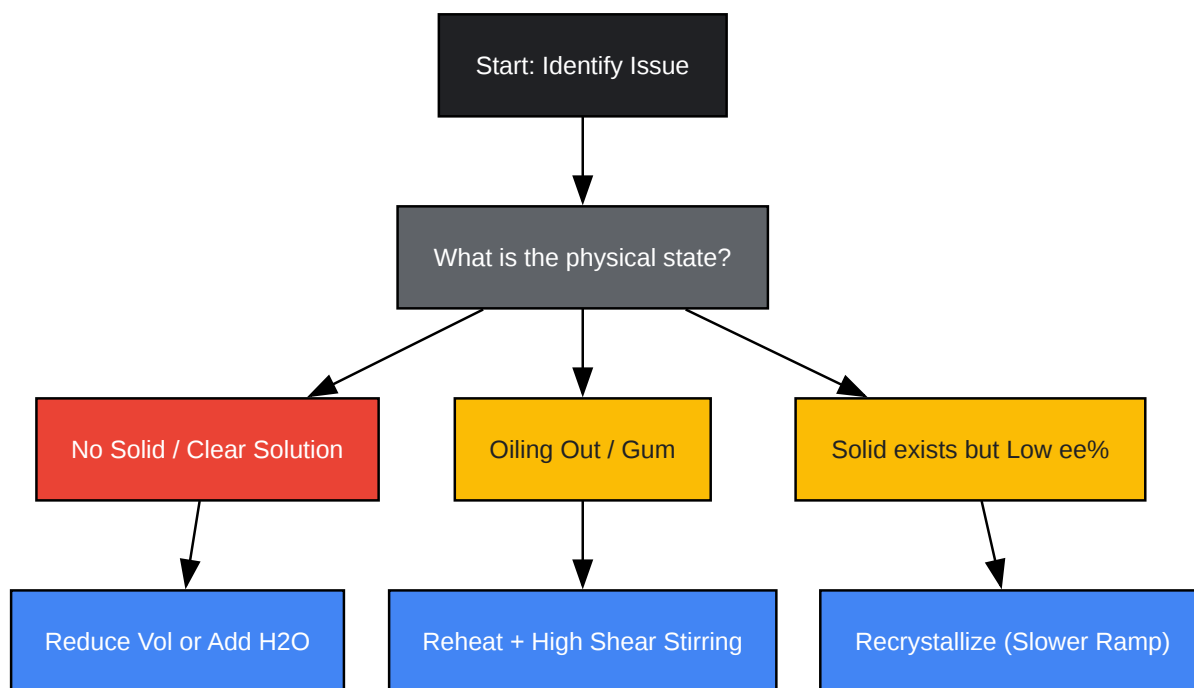 Start: Identify Issue
What is the physical state?
No Solid / Clear Solution
Oiling Out / Gum
Solid exists but Low ee%
Reduce Vol or Add H2O
Reheat + High Shear Stirring
Recrystallize (Slower Ramp)